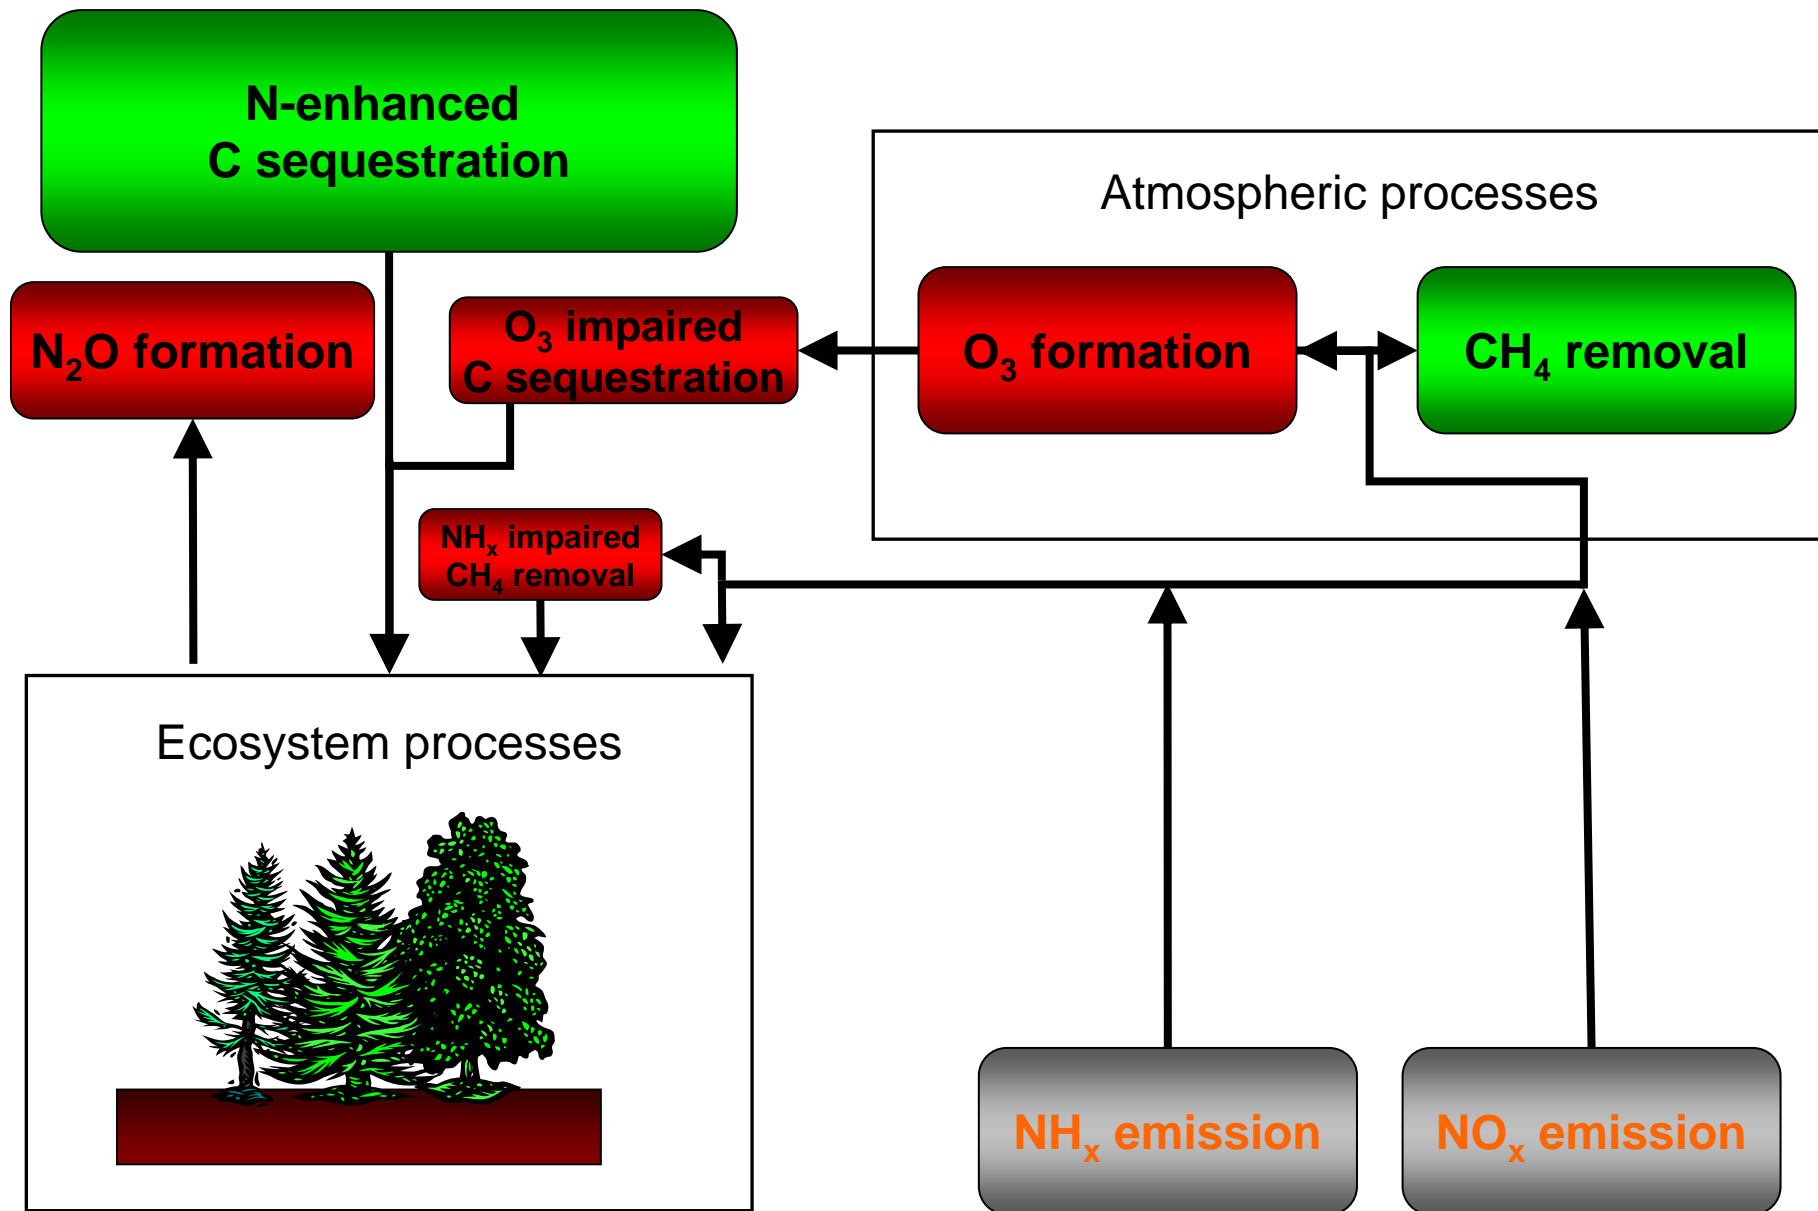 N-enhanced
C sequestration
Atmospheric processes
N₂O formation
O₃ impaired
C sequestration
O₃ formation
CH₄ removal
NHₓ impaired
CH₄ removal
Ecosystem processes
NHₓ emission
NOₓ emission